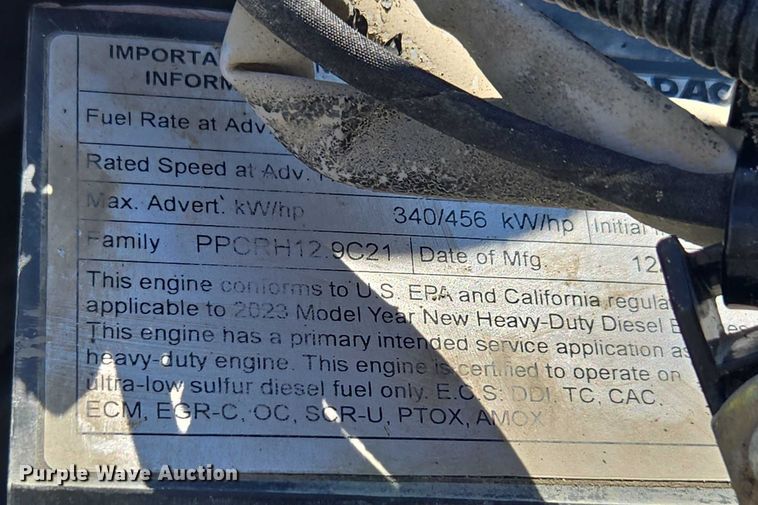 IMPORTA
INFORM
PAC
Fuel Rate at Adv.
Rated Speed at Adv.
Max. Advert. kW/hp 340/456 kW/hp Initial
Family PPCRH12.9C21 Date of Mfg. 12
This engine conforms to U.S. EPA and California regula
applicable to 2023 Model Year New Heavy-Duty Diesel E es
This engine has a primary intended service application as
heavy-duty engine. This engine is certified to operate on
ultra-low sulfur diesel fuel only. E.C.S: DDI, TC, CAC,
ECM, EGR-C, OC, SCR-U, PTOX, AMOX
Purple Wave Auction